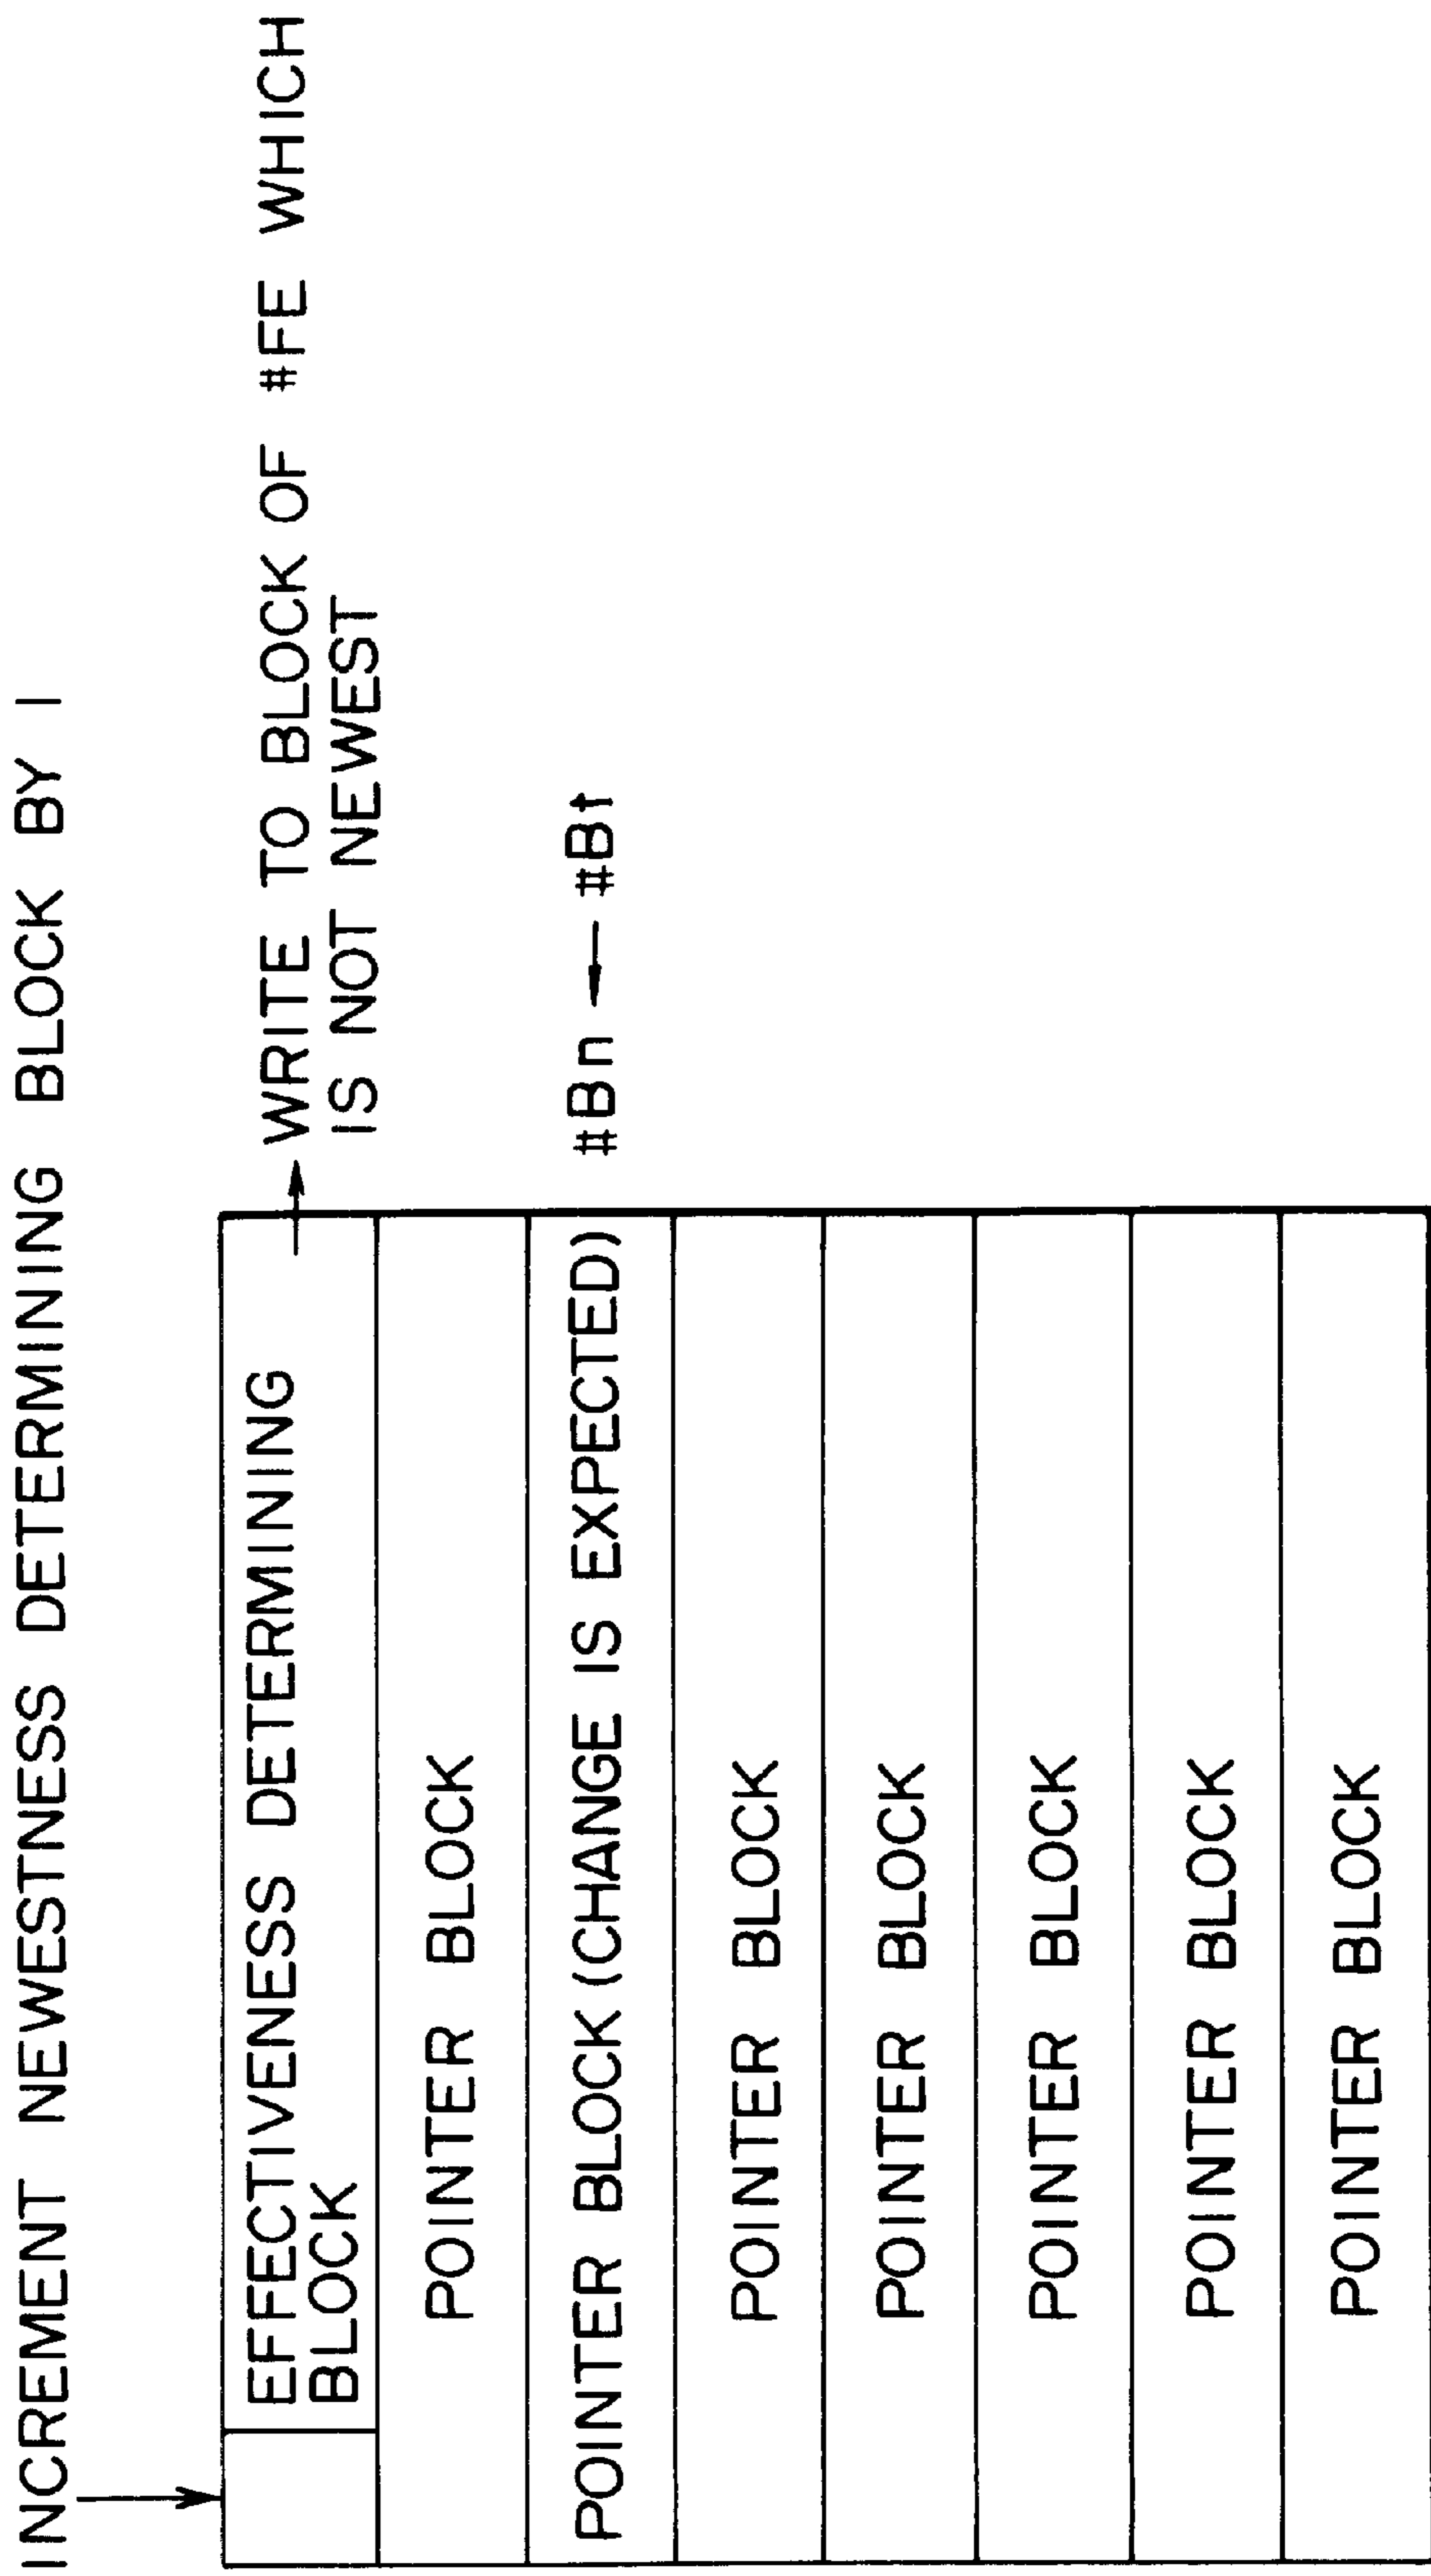 INCREMENT NEWESTNESS DETERMINING BLOCK BY 1
EFFECTIVENESS DETERMINING
BLOCK
WRITE TO BLOCK OF #FE WHICH
IS NOT NEWEST
POINTER BLOCK
POINTER BLOCK (CHANGE IS EXPECTED)
#Bn ← #Bt
POINTER BLOCK
POINTER BLOCK
POINTER BLOCK
POINTER BLOCK
POINTER BLOCK